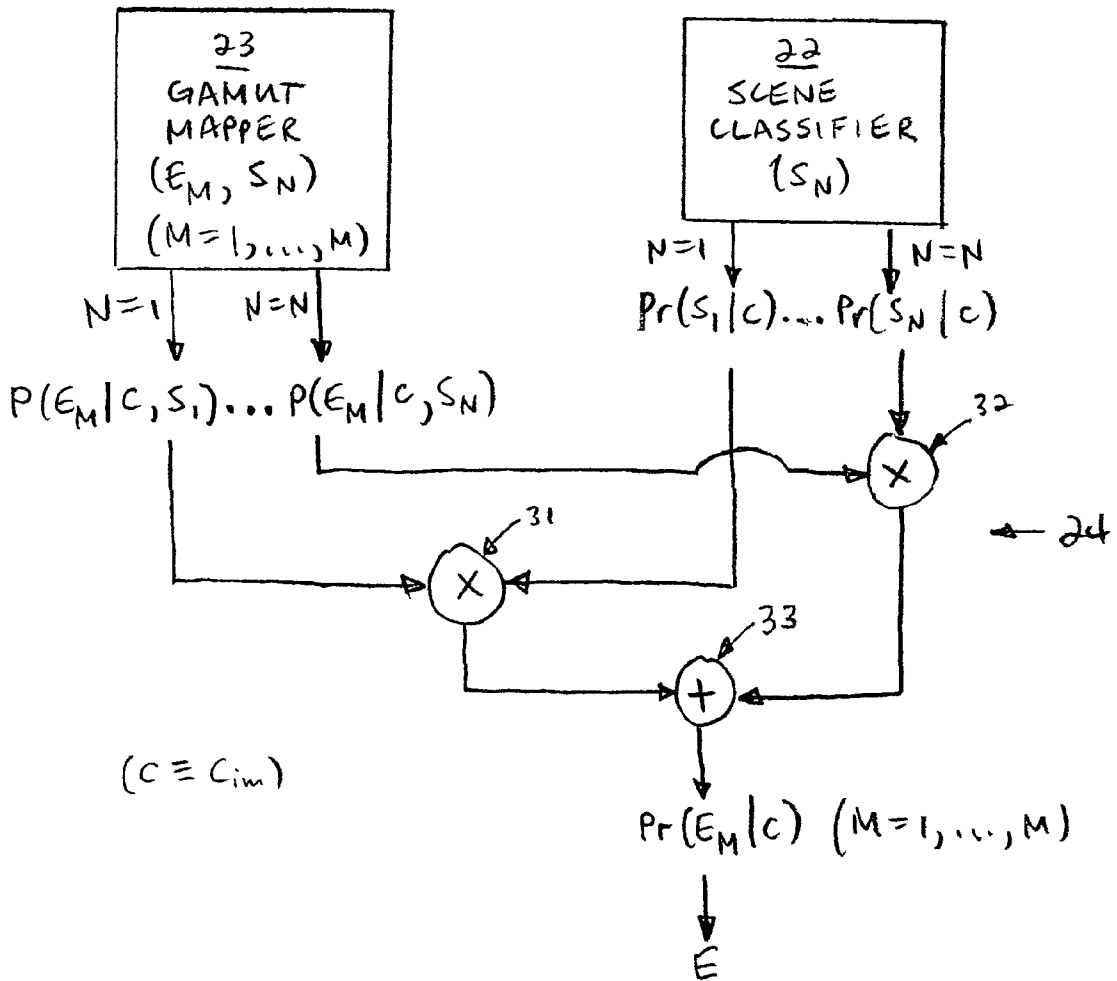 23
GAMUT
MAPPER
(E_M, S_N)
(M=1,...,M)
22
SCENE
CLASSIFIER
(S_N)
N=1
N=N
N=1
N=N
Pr(S_1|C)... Pr(S_N|C)
P(E_M|C,S_1)... P(E_M|C,S_N)
32
X
31
X
24
33
+
(C ≡ C_im)
Pr(E_M|C) (M=1,...,M)
E